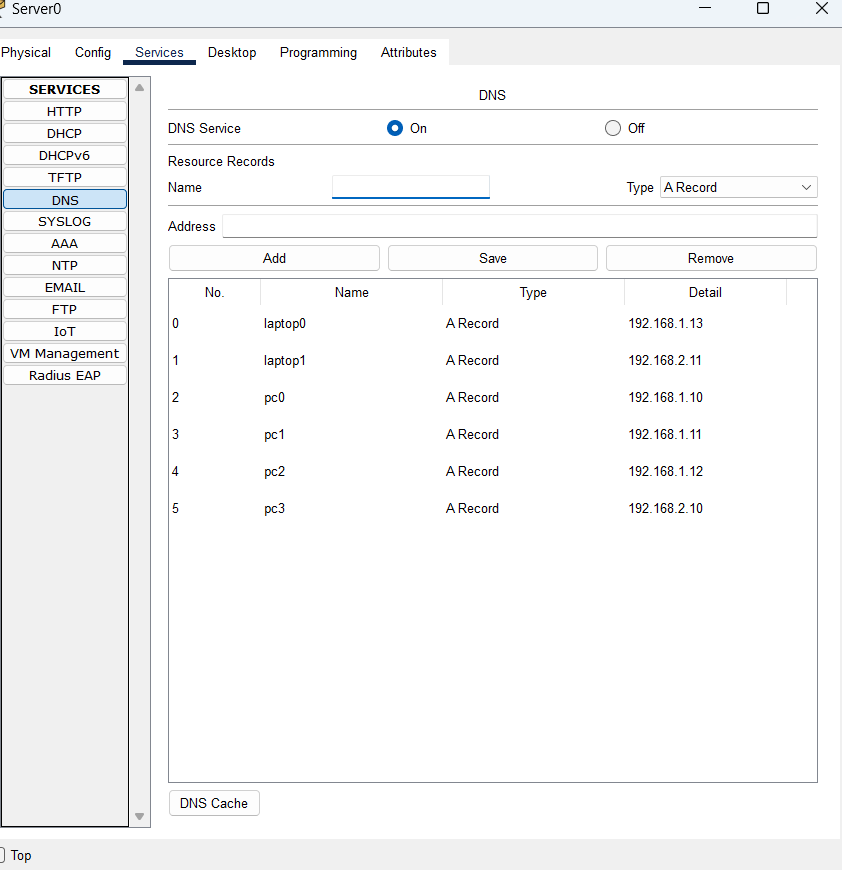 Server0
Physical Config Services Desktop Programming Attributes
SERVICES
HTTP
DHCP
DHCPv6
TFTP
DNS
SYSLOG
AAA
NTP
EMAIL
FTP
IoT
VM Management
Radius EAP
DNS
DNS Service On Off
Resource Records
Name Type A Record
Address
Add Save Remove
No. Name Type Detail
0 laptop0 A Record 192.168.1.13
1 laptop1 A Record 192.168.2.11
2 pc0 A Record 192.168.1.10
3 pc1 A Record 192.168.1.11
4 pc2 A Record 192.168.1.12
5 pc3 A Record 192.168.2.10
DNS Cache
Top